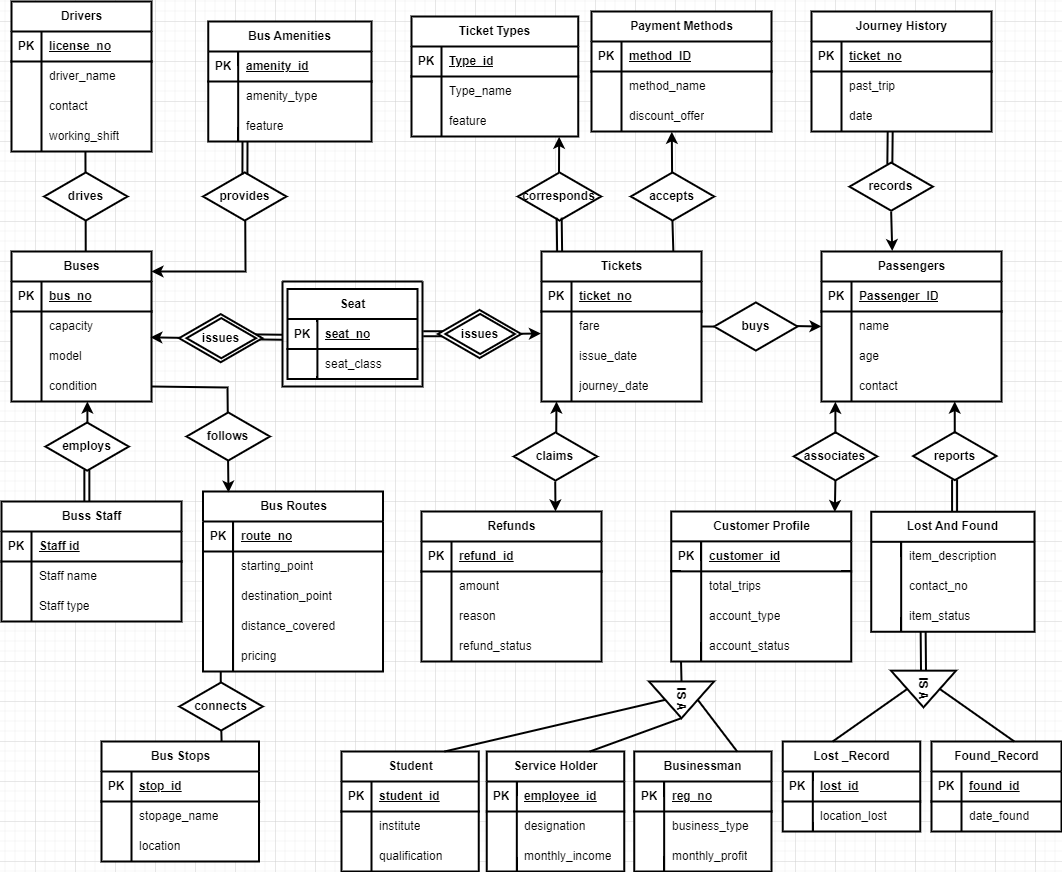 Drivers
PK license_no
driver_name
contact
working_shift
Bus Amenities
PK amenity_id
amenity_type
feature
Ticket Types
PK Type_id
Type_name
feature
Payment Methods
PK method_ID
method_name
discount_offer
Journey History
PK ticket_no
past_trip
date
drives
provides
corresponds
accepts
records
Buses
PK bus_no
capacity
model
condition
issues
Seat
PK seat_no
seat_class
issues
Tickets
PK ticket_no
fare
issue_date
journey_date
buys
Passengers
PK Passenger_ID
name
age
contact
employs
follows
claims
associates
reports
Buss Staff
PK Staff id
Staff name
Staff type
Bus Routes
PK route_no
starting_point
destination_point
distance_covered
pricing
Refunds
PK refund_id
amount
reason
refund_status
Customer Profile
PK customer_id
total_trips
account_type
account_status
Lost And Found
item_description
contact_no
item_status
connects
IS A
IS A
Bus Stops
PK stop_id
stopage_name
location
Student
PK student_id
institute
qualification
Service Holder
PK employee_id
designation
monthly_income
Businessman
PK reg_no
business_type
monthly_profit
Lost _Record
PK lost_id
location_lost
Found_Record
PK found_id
date_found